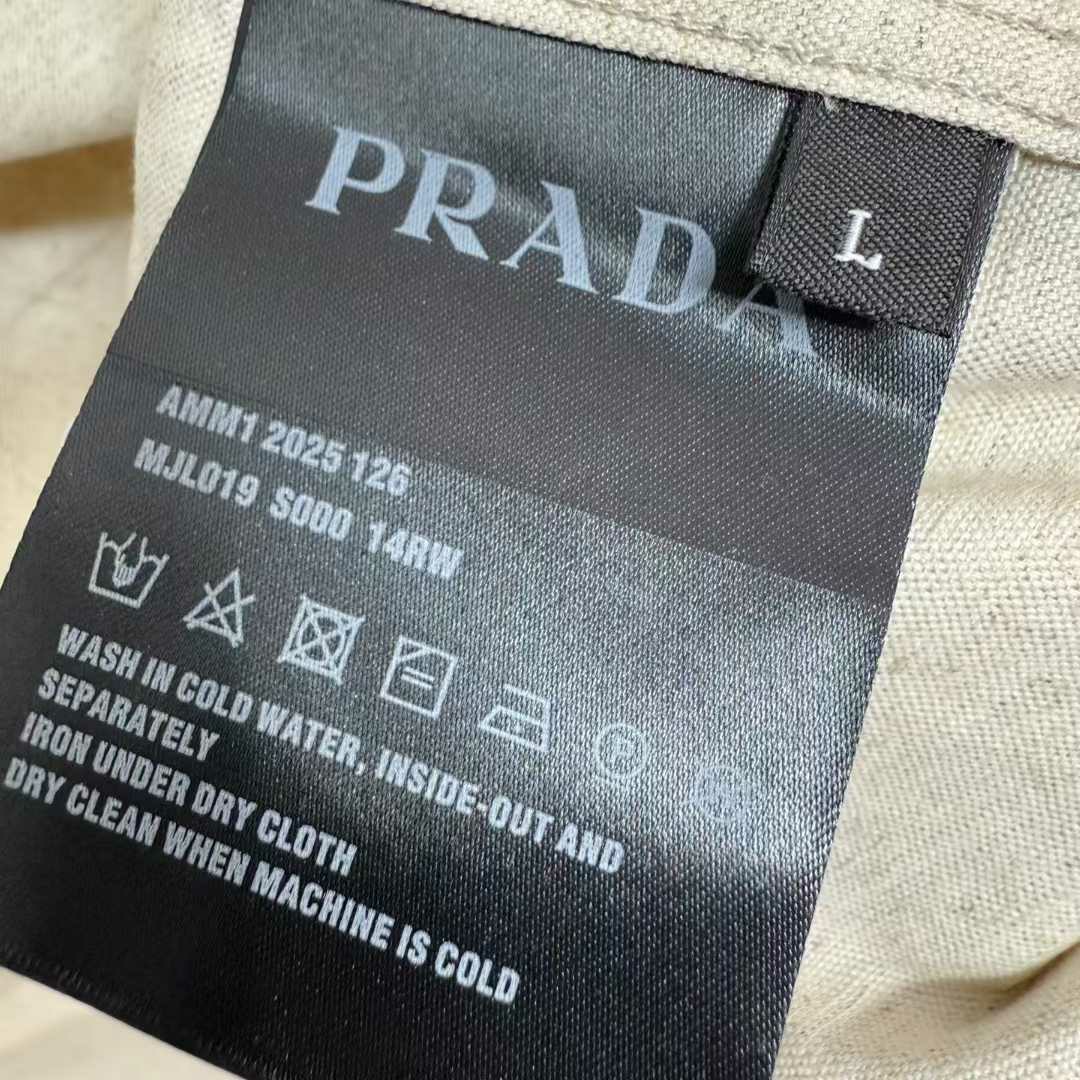 PRADA
L
AMM1 2025 126
MJL019 S000 14RW
WASH IN COLD WATER, INSIDE-OUT AND
SEPARATELY
IRON UNDER DRY CLOTH
DRY CLEAN WHEN MACHINE IS COLD
P